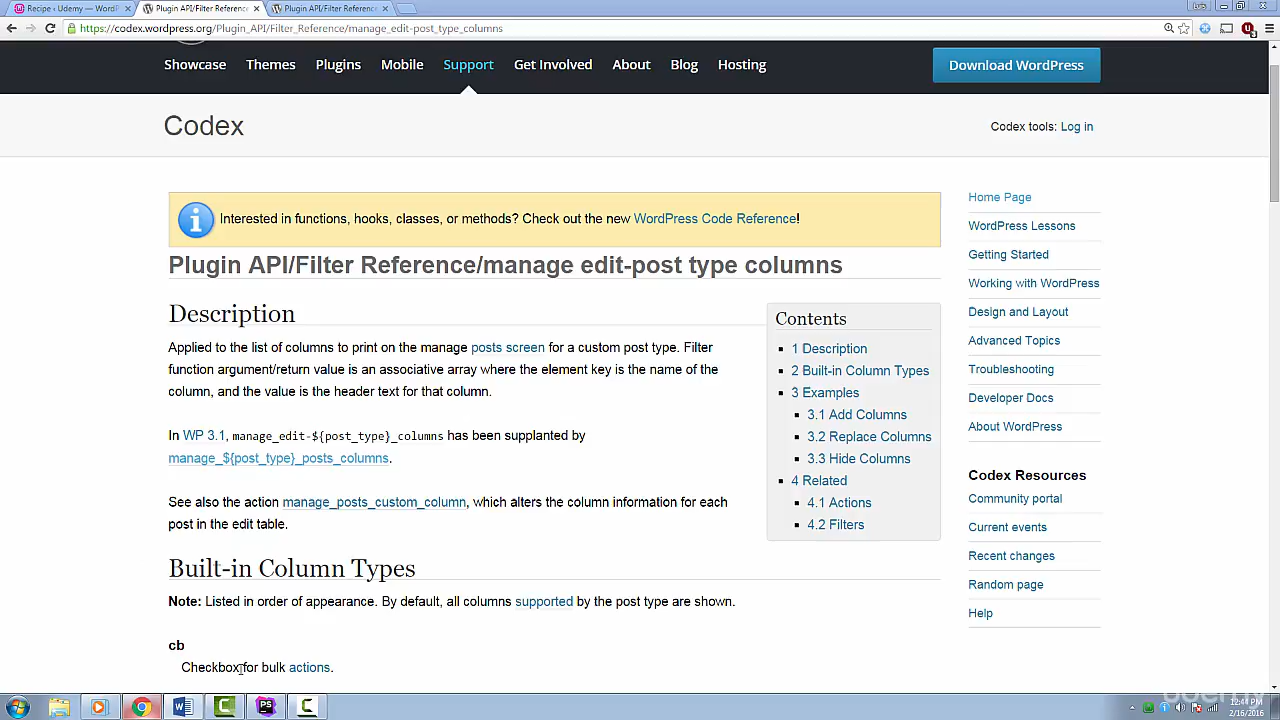 Recipe ‹ Udemy — WordP
Plugin API/Filter Reference
Plugin API/Filter Reference
https://codex.wordpress.org/Plugin_API/Filter_Reference/manage_edit-post_type_columns
Showcase Themes Plugins Mobile Support Get Involved About Blog Hosting
Download WordPress
Codex
Codex tools: Log in
Interested in functions, hooks, classes, or methods? Check out the new WordPress Code Reference!
Plugin API/Filter Reference/manage edit-post type columns
Description
Applied to the list of columns to print on the manage posts screen for a custom post type. Filter
function argument/return value is an associative array where the element key is the name of the
column, and the value is the header text for that column.
In WP 3.1, manage_edit-${post_type}_columns has been supplanted by
manage_${post_type}_posts_columns.
See also the action manage_posts_custom_column, which alters the column information for each
post in the edit table.
Contents
1 Description
2 Built-in Column Types
3 Examples
3.1 Add Columns
3.2 Replace Columns
3.3 Hide Columns
4 Related
4.1 Actions
4.2 Filters
Built-in Column Types
Note: Listed in order of appearance. By default, all columns supported by the post type are shown.
cb
Checkbox for bulk actions.
Home Page
WordPress Lessons
Getting Started
Working with WordPress
Design and Layout
Advanced Topics
Troubleshooting
Developer Docs
About WordPress
Codex Resources
Community portal
Current events
Recent changes
Random page
Help
udemy
12:44 PM
2/16/2016